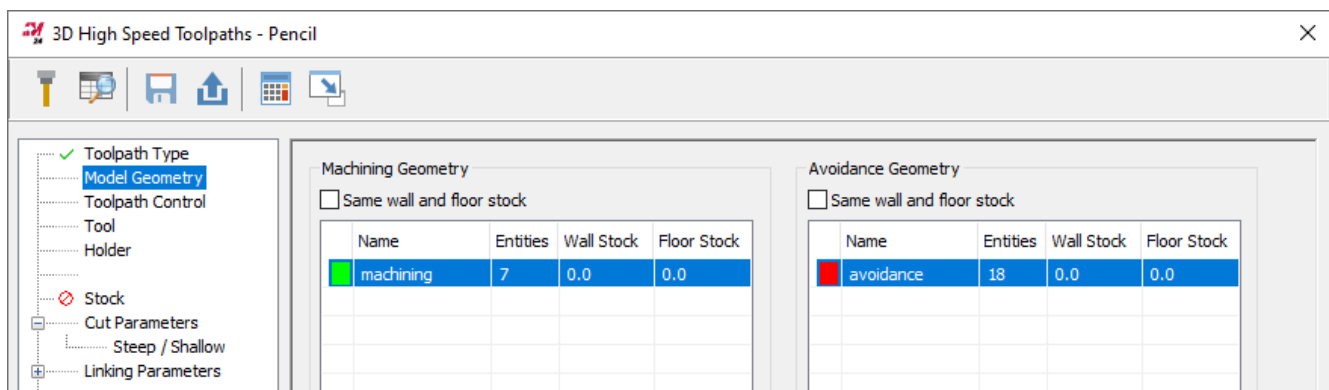 3D High Speed Toolpaths - Pencil
Toolpath Type
Model Geometry
Toolpath Control
Tool
Holder
Stock
Cut Parameters
Steep / Shallow
Linking Parameters
Machining Geometry
Same wall and floor stock
Name Entities Wall Stock Floor Stock
machining 7 0.0 0.0
Avoidance Geometry
Same wall and floor stock
Name Entities Wall Stock Floor Stock
avoidance 18 0.0 0.0